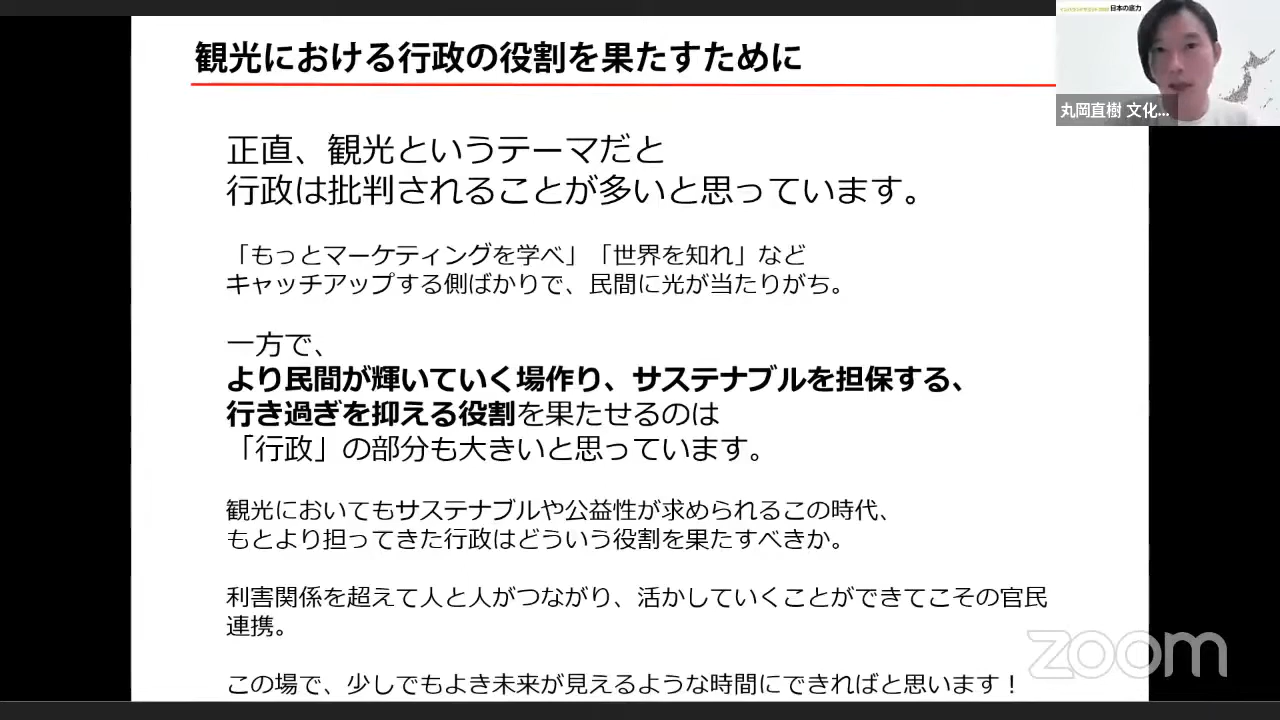 観光における行政の役割を果たすために
日本の底力
丸岡直樹 文化...
正直、観光というテーマだと
行政は批判されることが多いと思っています。
「もっとマーケティングを学べ」「世界を知れ」など
キャッチアップする側ばかりで、民間に光が当たりがち。
一方で、
より民間が輝いていく場作り、サステナブルを担保する、
行き過ぎを抑える役割を果たせるのは
「行政」の部分も大きいと思っています。
観光においてもサステナブルや公益性が求められるこの時代、
もとより担ってきた行政はどういう役割を果たすべきか。
利害関係を超えて人と人がつながり、活かしていくことができてこその官民
連携。
この場で、少しでもよき未来が見えるような時間にできればと思います！
zoom